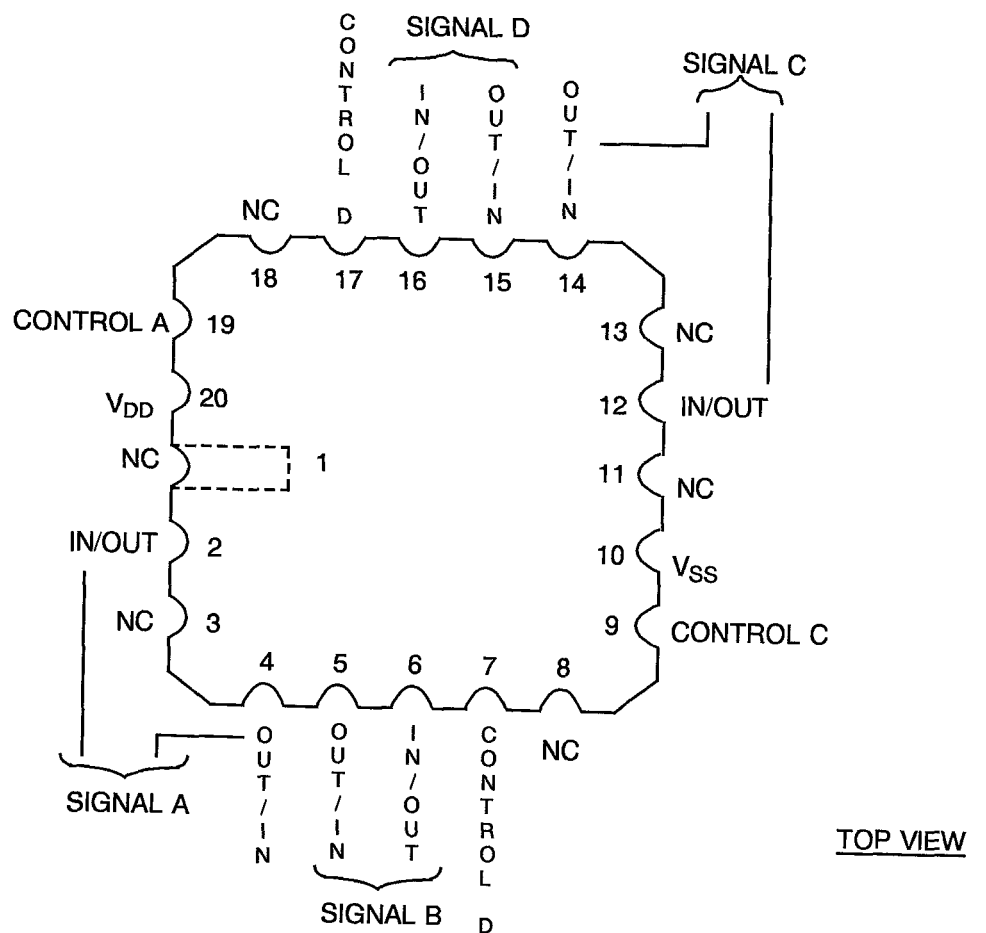 SIGNAL D
SIGNAL C
CONTROL D
IN/OUT
OUT/IN
OUT/IN
NC
18
17
16
15
14
CONTROL A
19
13
NC
VDD
20
12
IN/OUT
NC
1
11
NC
IN/OUT
2
10
VSS
NC
3
9
CONTROL C
4
5
6
7
8
OUT/IN
OUT/IN
IN/OUT
CONTROL D
NC
SIGNAL A
SIGNAL B
TOP VIEW